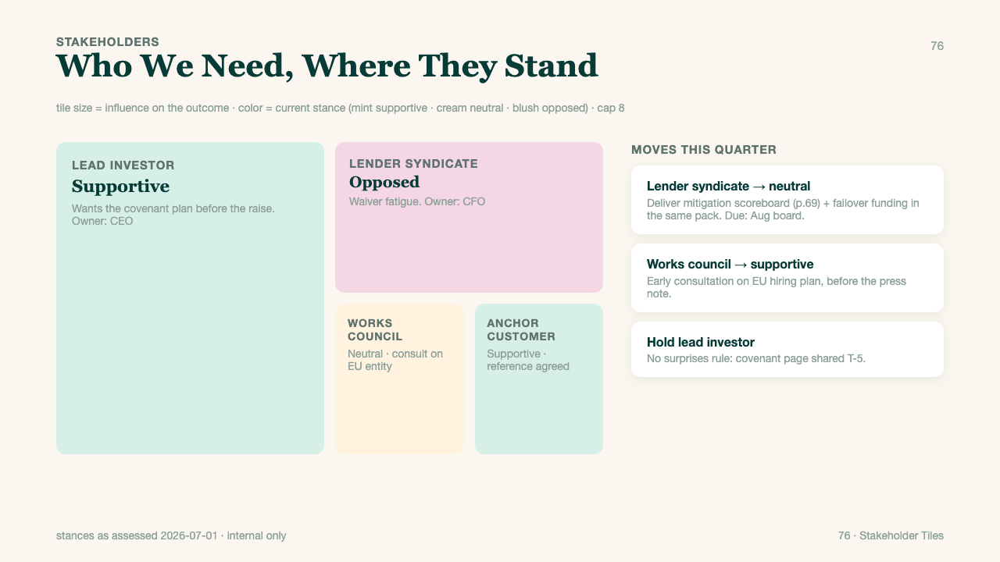 STAKEHOLDERS
Who We Need, Where They Stand
76
tile size = influence on the outcome · color = current stance (mint supportive · cream neutral · blush opposed) · cap 8
LEAD INVESTOR
Supportive
Wants the covenant plan before the raise.
Owner: CEO
LENDER SYNDICATE
Opposed
Waiver fatigue. Owner: CFO
WORKS
COUNCIL
Neutral · consult on
EU entity
ANCHOR
CUSTOMER
Supportive ·
reference agreed
MOVES THIS QUARTER
Lender syndicate → neutral
Deliver mitigation scoreboard (p.69) + failover funding in
the same pack. Due: Aug board.
Works council → supportive
Early consultation on EU hiring plan, before the press
note.
Hold lead investor
No surprises rule: covenant page shared T-5.
stances as assessed 2026-07-01 · internal only
76 · Stakeholder Tiles